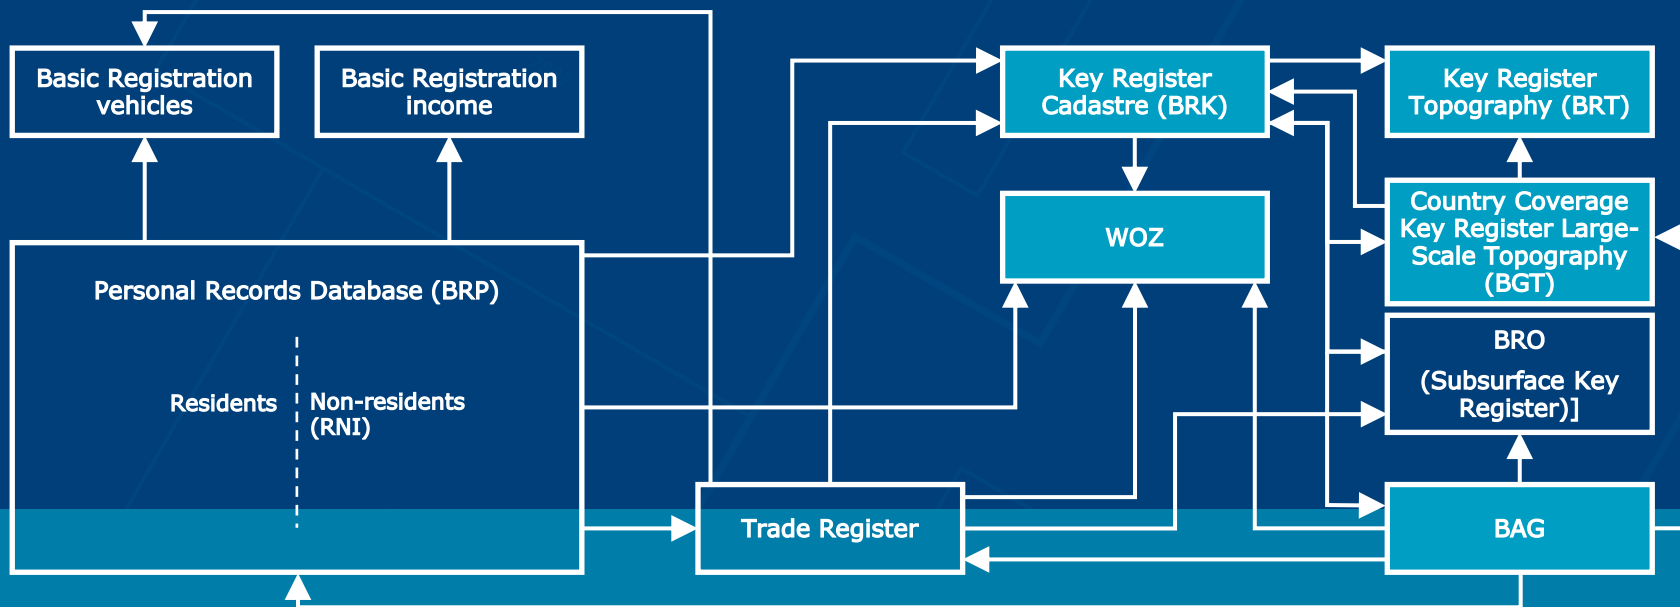 Basic Registration
vehicles
Basic Registration
income
Key Register
Cadastre (BRK)
Key Register
Topography (BRT)
Country Coverage
Key Register Large-
Scale Topography
(BGT)
WOZ
Personal Records Database (BRP)
Residents
Non-residents
(RNI)
BRO
(Subsurface Key
Register)]
Trade Register
BAG